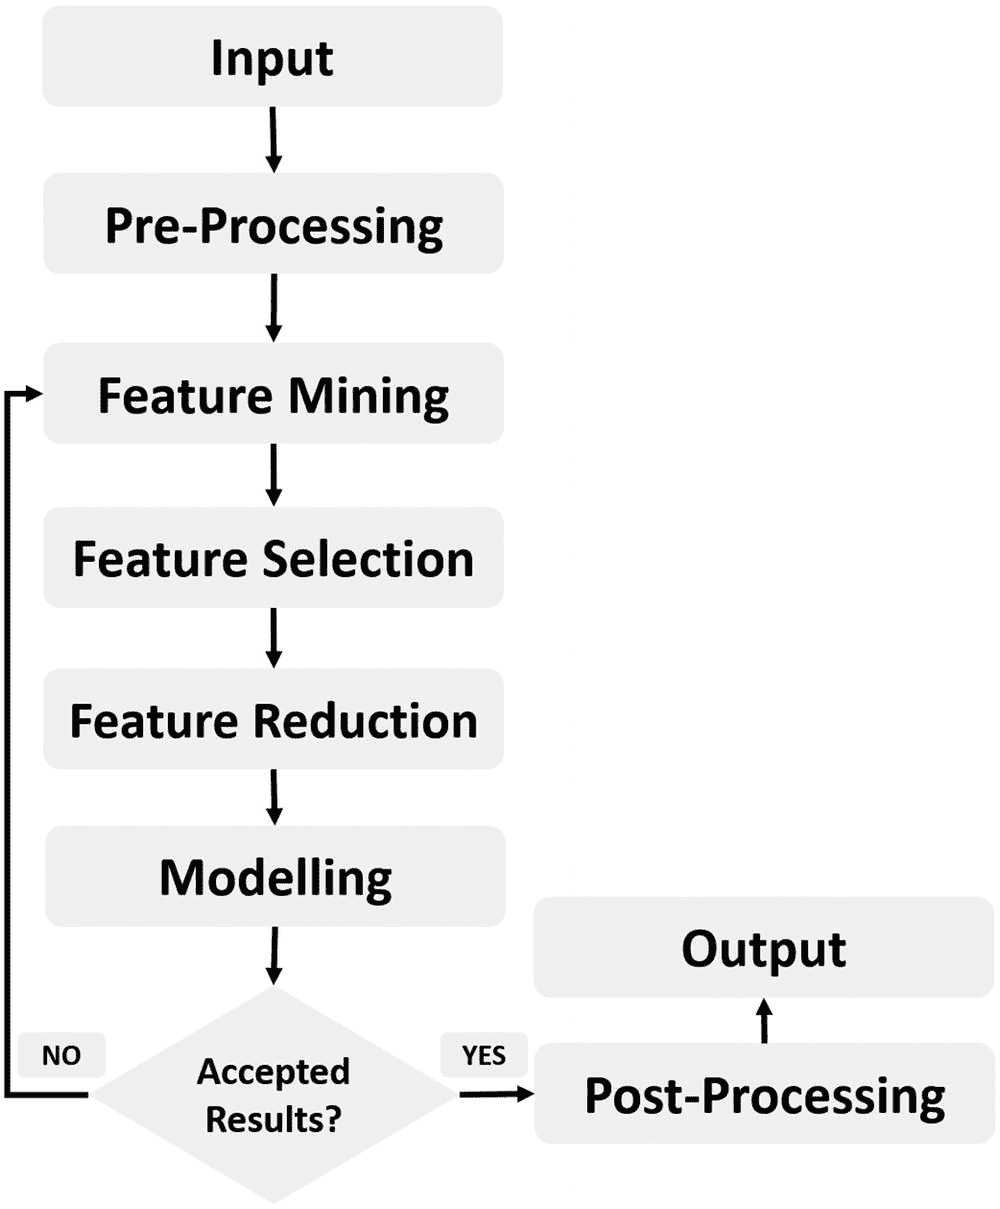 Input
Pre-Processing
Feature Mining
Feature Selection
Feature Reduction
Modelling
Output
NO
YES
Accepted
Results?
Post-Processing